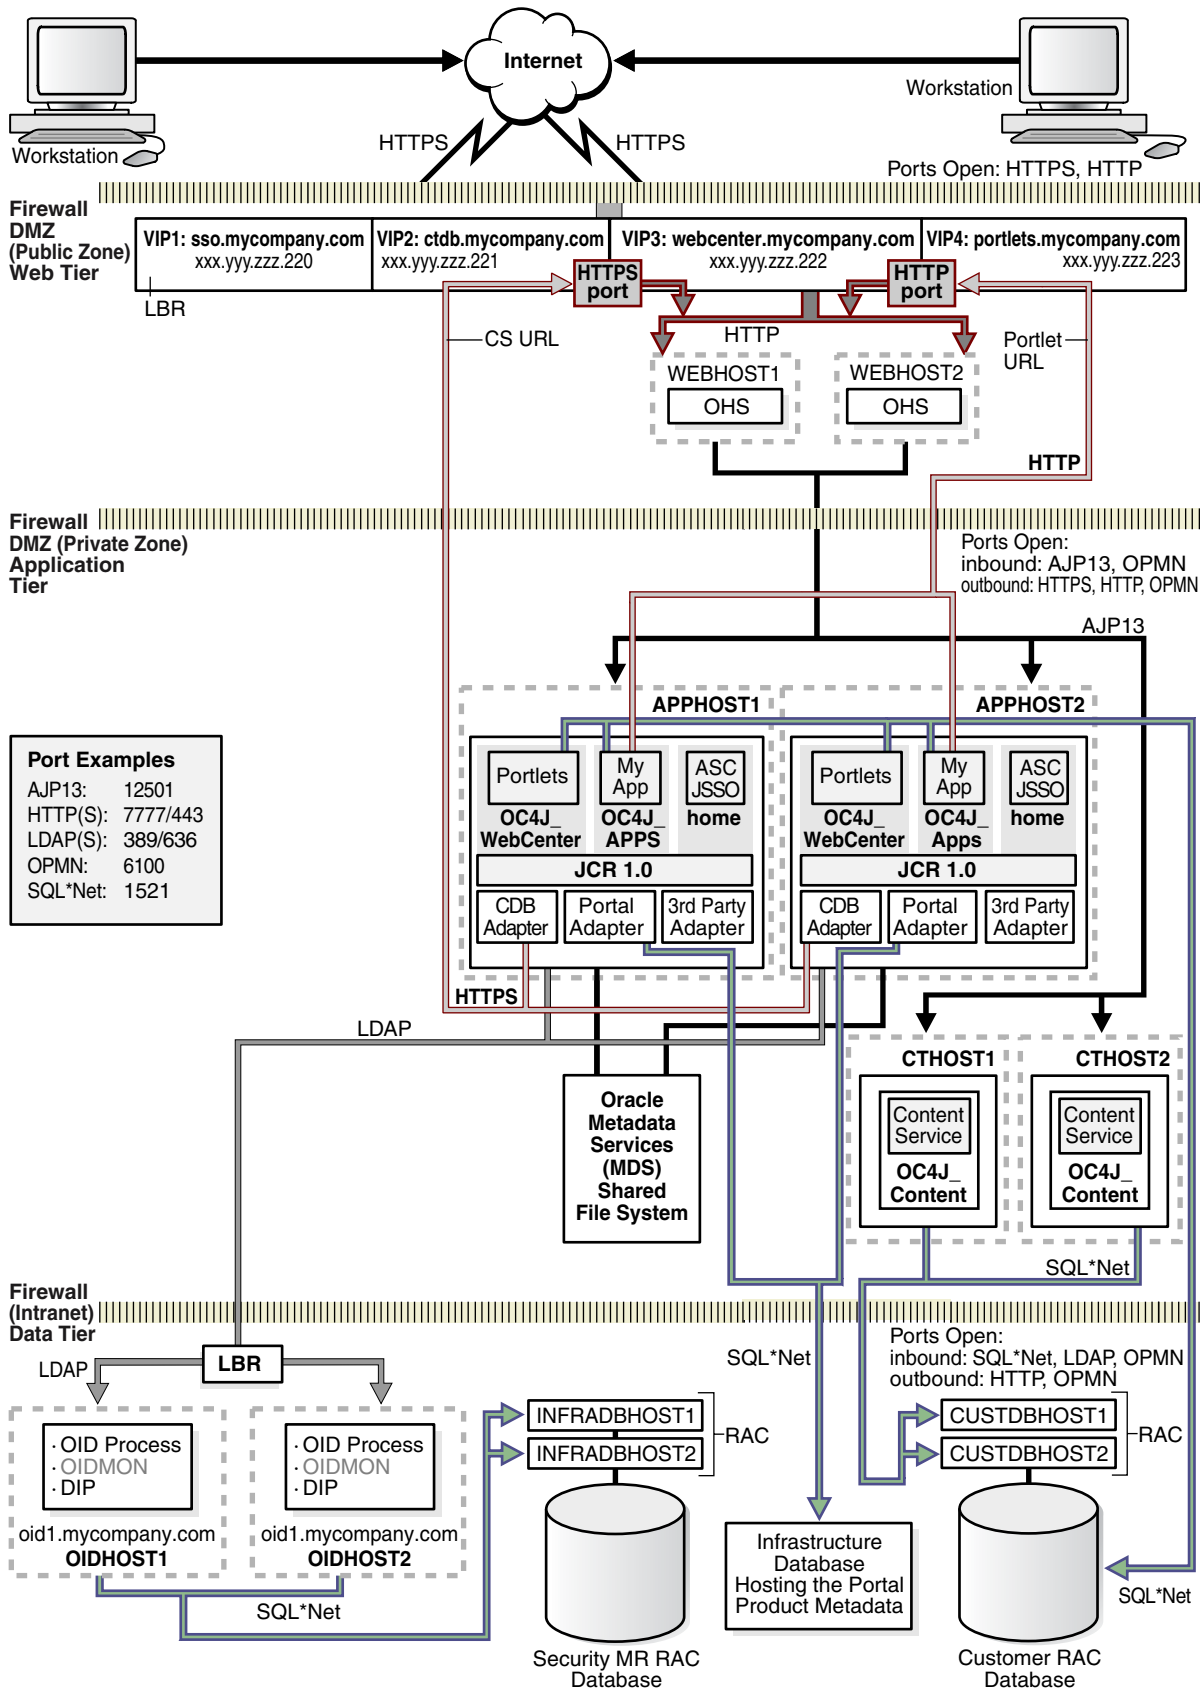 Internet
Workstation
Workstation
HTTPS
HTTPS
Ports Open: HTTPS, HTTP
Firewall
DMZ
(Public Zone)
Web Tier
VIP1: sso.mycompany.com
xxx.yyy.zzz.220
VIP2: ctdb.mycompany.com
xxx.yyy.zzz.221
VIP3: webcenter.mycompany.com
xxx.yyy.zzz.222
VIP4: portlets.mycompany.com
xxx.yyy.zzz.223
HTTPS
port
HTTP
port
LBR
CS URL
HTTP
Portlet
URL
WEBHOST1
OHS
WEBHOST2
OHS
HTTP
Firewall
DMZ (Private Zone)
Application
Tier
Ports Open:
inbound: AJP13, OPMN
outbound: HTTPS, HTTP, OPMN
AJP13
APPHOST1
APPHOST2
Port Examples
AJP13: 12501
HTTP(S): 7777/443
LDAP(S): 389/636
OPMN: 6100
SQL*Net: 1521
Portlets
OC4J_
WebCenter
My
App
OC4J_
APPS
ASC
JSSO
home
JCR 1.0
CDB
Adapter
Portal
Adapter
3rd Party
Adapter
Portlets
OC4J_
WebCenter
My
App
OC4J_
Apps
ASC
JSSO
home
JCR 1.0
CDB
Adapter
Portal
Adapter
3rd Party
Adapter
HTTPS
LDAP
Oracle
Metadata
Services
(MDS)
Shared
File System
CTHOST1
Content
Service
OC4J_
Content
CTHOST2
Content
Service
OC4J_
Content
SQL*Net
Firewall
(Intranet)
Data Tier
Ports Open:
inbound: SQL*Net, LDAP, OPMN
outbound: HTTP, OPMN
LDAP
LBR
SQL*Net
· OID Process
· OIDMON
· DIP
oid1.mycompany.com
OIDHOST1
· OID Process
· OIDMON
· DIP
oid1.mycompany.com
OIDHOST2
SQL*Net
INFRADBHOST1
INFRADBHOST2
RAC
Security MR RAC
Database
Infrastructure
Database
Hosting the Portal
Product Metadata
CUSTDBHOST1
CUSTDBHOST2
RAC
SQL*Net
Customer RAC
Database